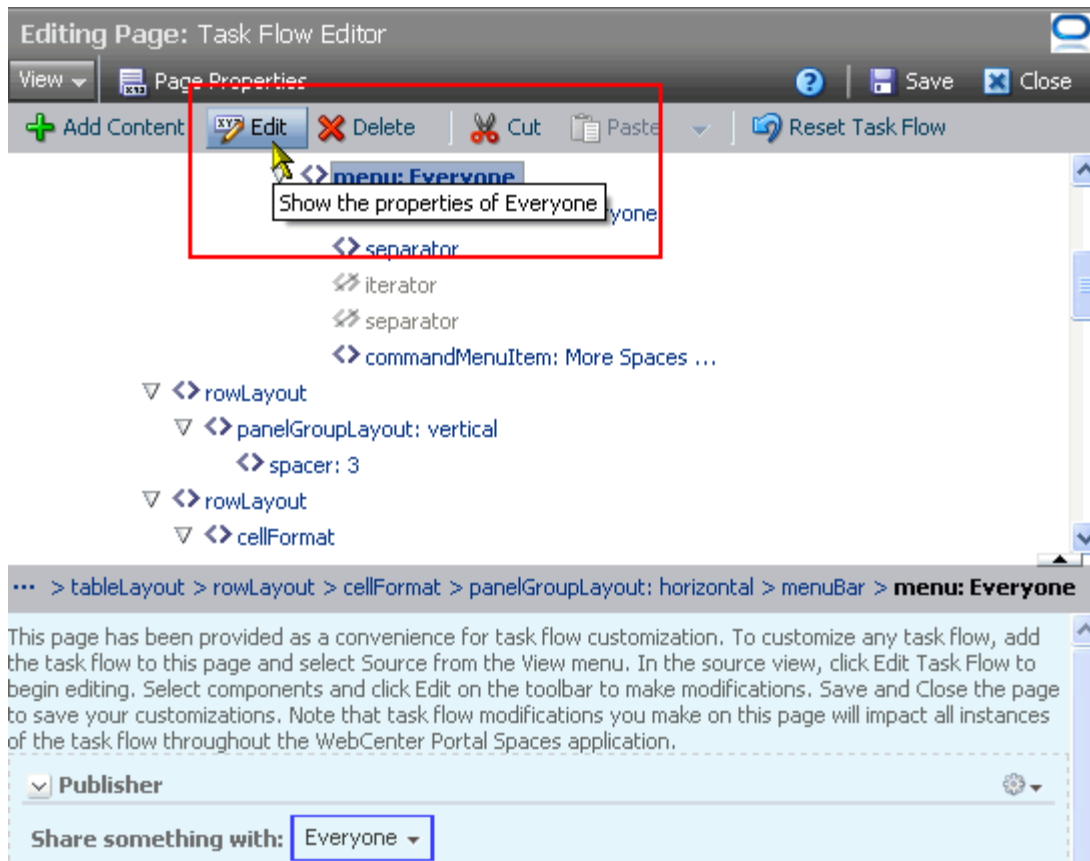 Editing Page: Task Flow Editor
View Page Properties Save Close
Add Content Edit Delete Cut Paste Reset Task Flow
menu: Everyone
Show the properties of Everyone yone
separator
iterator
separator
commandMenuItem: More Spaces ...
rowLayout
panelGroupLayout: vertical
spacer: 3
rowLayout
cellFormat
... > tableLayout > rowLayout > cellFormat > panelGroupLayout: horizontal > menuBar > menu: Everyone
This page has been provided as a convenience for task flow customization. To customize any task flow, add
the task flow to this page and select Source from the View menu. In the source view, click Edit Task Flow to
begin editing. Select components and click Edit on the toolbar to make modifications. Save and Close the page
to save your customizations. Note that task flow modifications you make on this page will impact all instances
of the task flow throughout the WebCenter Portal Spaces application.
Publisher
Share something with: Everyone